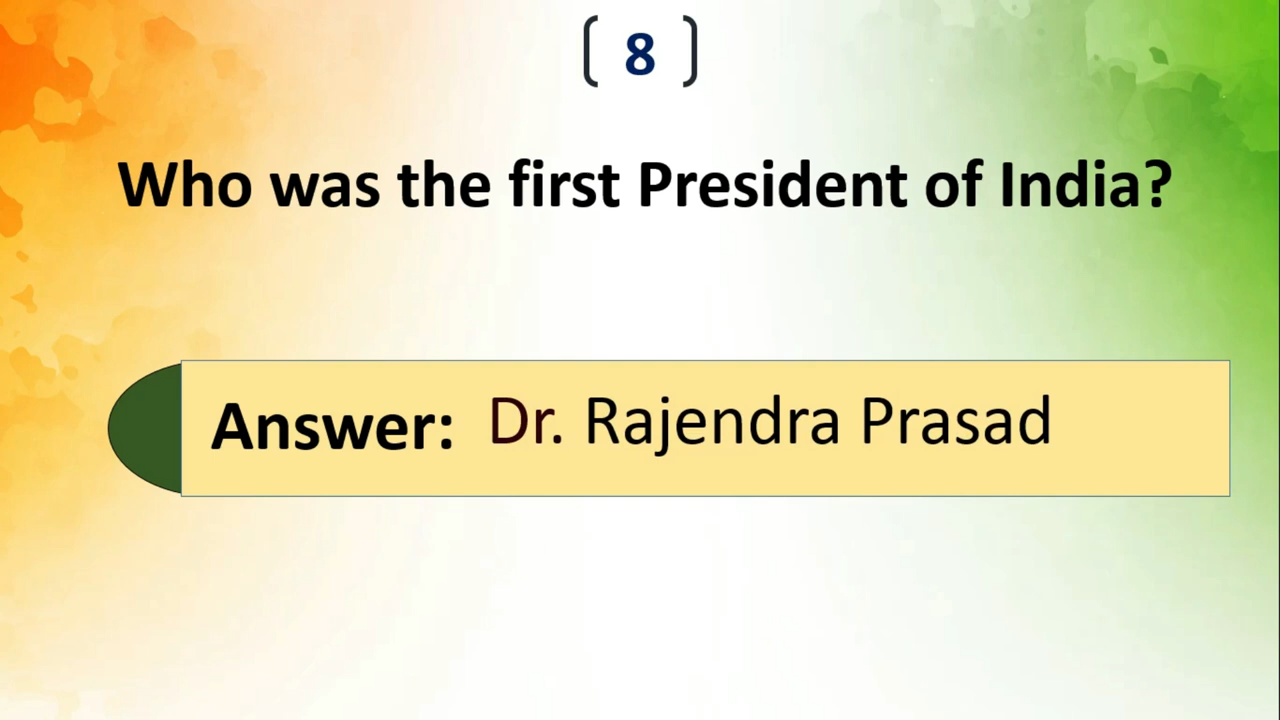 [ 8 ]
Who was the first President of India?
Answer: Dr. Rajendra Prasad